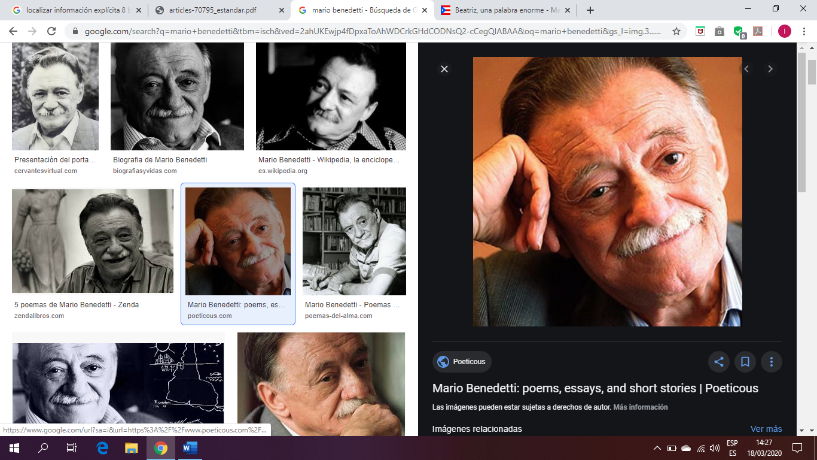 localizar información explícita 8 B
articles-70795_estandar.pdf
mario benedetti - Búsqueda de G
Beatriz, una palabra enorme - Ma
google.com/search?q=mario+benedetti&tbm=isch&ved=2ahUKEwjp4fDpxaToAhWDCrkGHdCODNsQ2-cCegQIABAA&oq=mario+benedetti&gs_l=img.3....
Presentación del porta...
cervantesvirtual.com
Biografia de Mario Benedetti
biografiasyvidas.com
Mario Benedetti - Wikipedia, la enciclope...
es.wikipedia.org
5 poemas de Mario Benedetti - Zenda
zendalibros.com
Mario Benedetti: poems, es...
poeticous.com
Mario Benedetti - Poemas ...
poemas-del-alma.com
Poeticous
Mario Benedetti: poems, essays, and short stories | Poeticous
Las imágenes pueden estar sujetas a derechos de autor. Más información
Imágenes relacionadas
Ver más
https://www.google.com/url?sa=i&url=https%3A%2F%2Fwww.poeticous.com%2F...
ESP
ES
14:27
18/03/2020